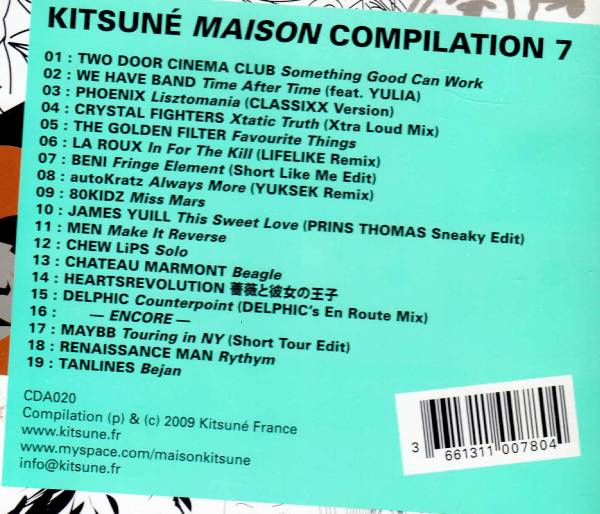 KITSUNÉ MAISON COMPILATION 7
01 : TWO DOOR CINEMA CLUB Something Good Can Work
02 : WE HAVE BAND Time After Time (feat. YULIA)
03 : PHOENIX Lisztomania (CLASSIXX Version)
04 : CRYSTAL FIGHTERS Xtatic Truth (Xtra Loud Mix)
05 : THE GOLDEN FILTER Favourite Things
06 : LA ROUX In For The Kill (LIFELIKE Remix)
07 : BENI Fringe Element (Short Like Me Edit)
08 : autoKratz Always More (YUKSEK Remix)
09 : 80KIDZ Miss Mars
10 : JAMES YUILL This Sweet Love (PRINS THOMAS Sneaky Edit)
11 : MEN Make It Reverse
12 : CHEW LiPS Solo
13 : CHATEAU MARMONT Beagle
14 : HEARTSREVOLUTION 薔薇と彼女の王子
15 : DELPHIC Counterpoint (DELPHIC's En Route Mix)
16 : — ENCORE —
17 : MAYBB Touring in NY (Short Tour Edit)
18 : RENAISSANCE MAN Rythym
19 : TANLINES Bejan
CDA020
Compilation (p) & (c) 2009 Kitsuné France
www.kitsune.fr
www.myspace.com/maisonkitsune
info@kitsune.fr
3 661311 007804